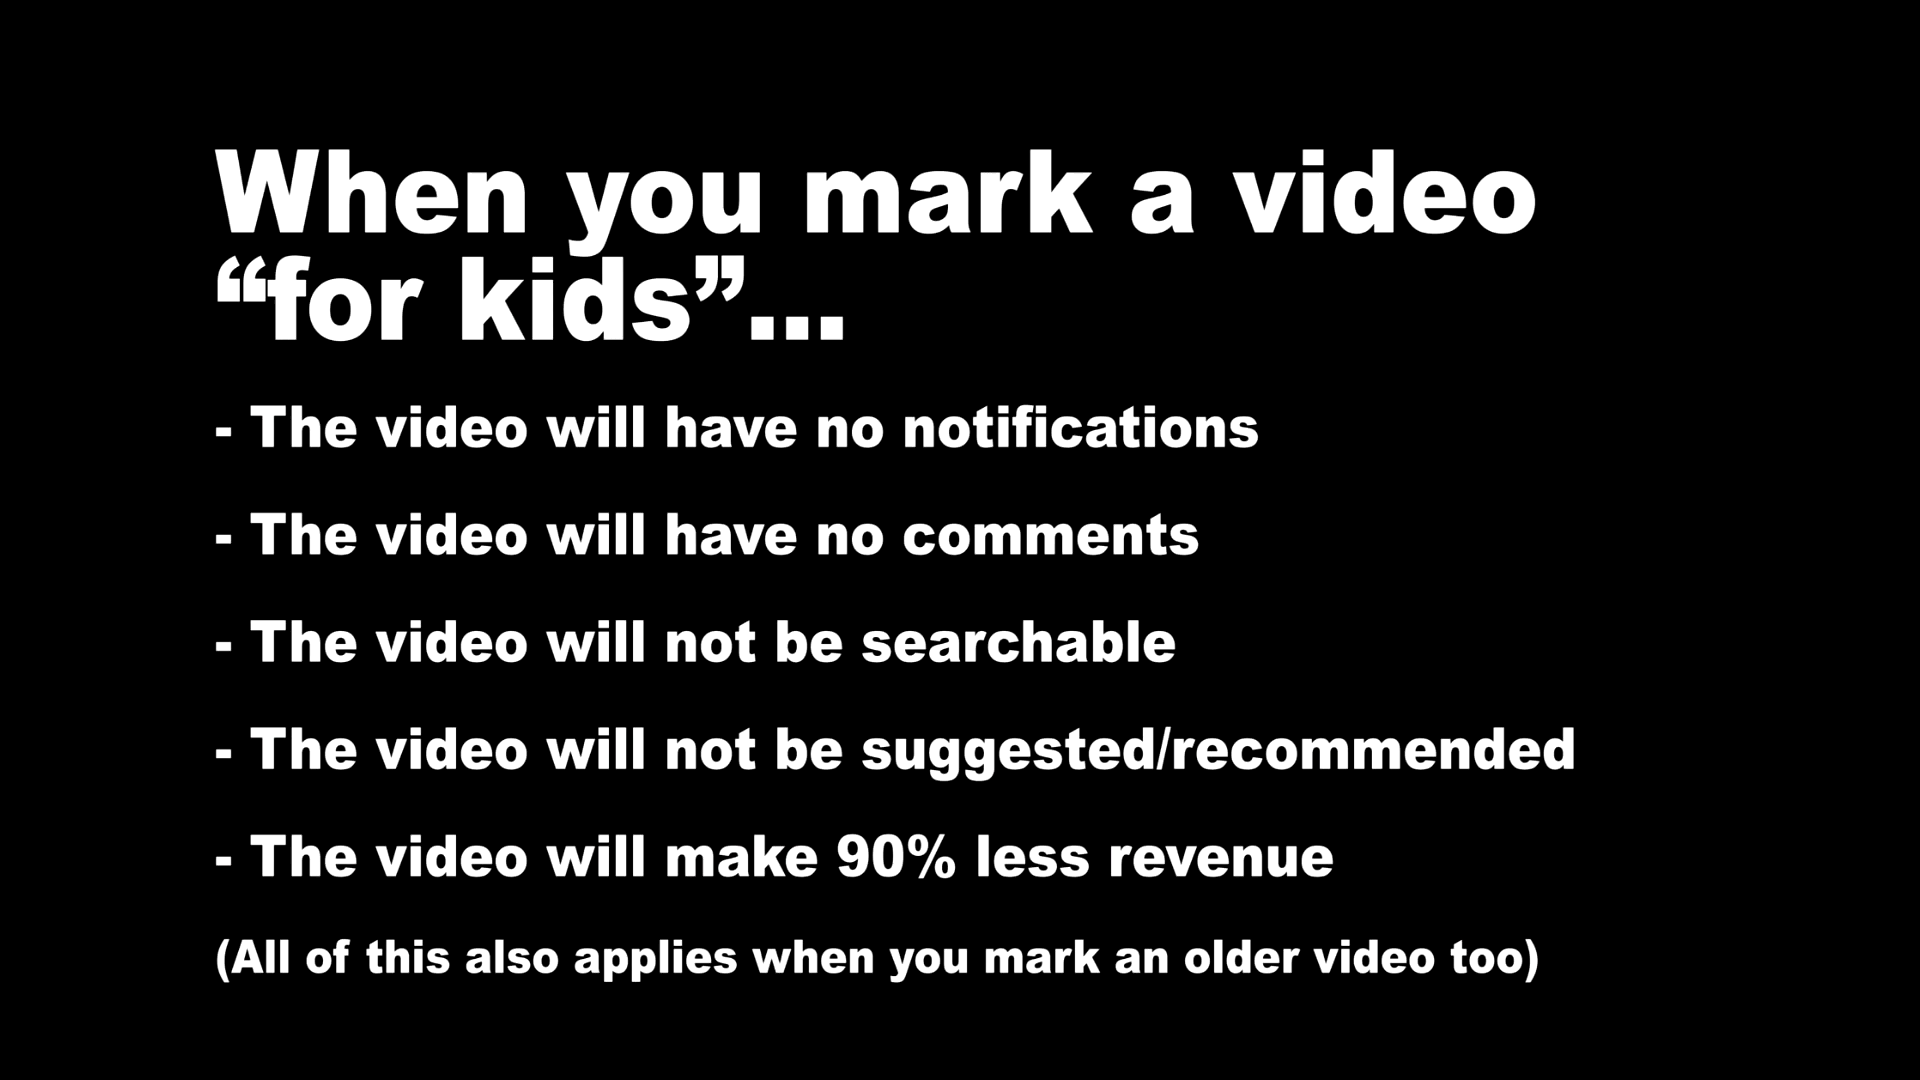 When you mark a video
“for kids”...
- The video will have no notifications
- The video will have no comments
- The video will not be searchable
- The video will not be suggested/recommended
- The video will make 90% less revenue
(All of this also applies when you mark an older video too)